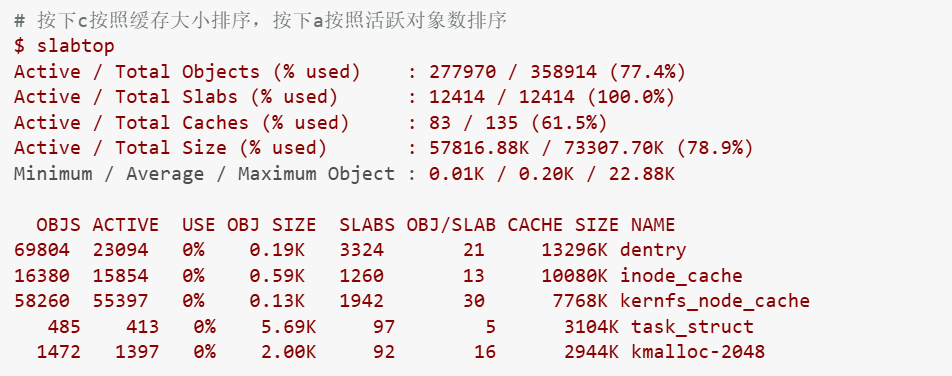 # 按下c按照缓存大小排序，按下a按照活跃对象数排序
$ slabtop
Active / Total Objects (% used)    : 277970 / 358914 (77.4%)
Active / Total Slabs (% used)      : 12414 / 12414 (100.0%)
Active / Total Caches (% used)     : 83 / 135 (61.5%)
Active / Total Size (% used)       : 57816.88K / 73307.70K (78.9%)
Minimum / Average / Maximum Object : 0.01K / 0.20K / 22.88K

  OBJS ACTIVE  USE OBJ SIZE  SLABS OBJ/SLAB CACHE SIZE NAME
69804  23094   0%    0.19K   3324       21     13296K dentry
16380  15854   0%    0.59K   1260       13     10080K inode_cache
58260  55397   0%    0.13K   1942       30      7768K kernfs_node_cache
   485    413   0%    5.69K     97        5      3104K task_struct
  1472   1397   0%    2.00K     92       16      2944K kmalloc-2048